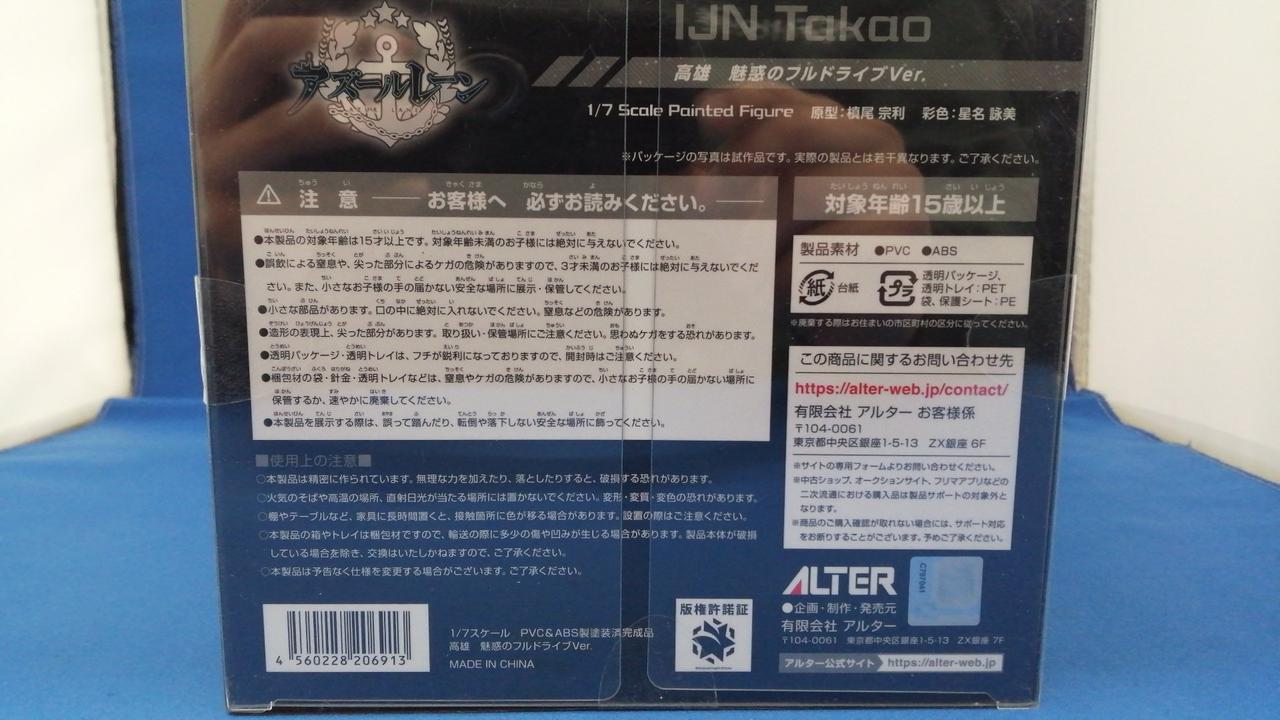 IJN Takao
アズールレーン
高雄 魅惑のフルドライブVer.
1/7 Scale Painted Figure 原型:槙尾 宗利 彩色:星名 詠美
※パッケージの写真は試作品です。実際の製品とは若干異なります。ご了承ください。
注意 お客様へ 必ずお読みください。
●本製品の対象年齢は15才以上です。対象年齢未満のお子様には絶対に与えないでください。
●誤飲による窒息や、尖った部分によるケガの危険がありますので、3才未満のお子様には絶対に与えないでくだ
さい。また、小さなお子様の手の届かない安全な場所に展示・保管してください。
●小さな部品があります。口の中に絶対に入れないでください。窒息などの危険があります。
●造形の表現上、尖った部分があります。取り扱い・保管場所にご注意ください。思わぬケガをする恐れがあります。
●透明パッケージ・透明トレイは、フチが鋭利になっておりますので、開封時はご注意ください。
●梱包材の袋・針金・透明トレイなどは、窒息やケガの危険がありますので、小さなお子様の手の届かない場所に
保管するか、速やかに廃棄してください。
●本製品を展示する際は、誤って踏んだり、転倒や落下しない安全な場所に飾ってください。
■使用上の注意■
○本製品は精密に作られています。無理な力を加えたり、落としたりすると、破損する恐れがあります。
○火気のそばや高温の場所、直射日光が当たる場所には置かないでください。変形・変質・変色の恐れがあります。
○棚やテーブルなど、家具に長時間置くと、接触箇所に色が移る場合があります。設置の際はご注意ください。
○本製品の箱やトレイは梱包材ですので、輸送の際に多少の傷や凹みが生じる場合があります。製品本体が破損
している場合を除き、交換はいたしかねますので、ご了承ください。
○本製品は予告なく仕様を変更する場合がございます。ご了承ください。
4 560228 206913
1/7スケール PVC&ABS製塗装済完成品
高雄 魅惑のフルドライブVer.
MADE IN CHINA
版権許諾証
対象年齢15歳以上
製品素材 ●PVC ●ABS
紙 台紙
プラ 透明パッケージ、
透明トレイ:PET
袋、保護シート:PE
※廃棄する際はお住まいの市区町村の区分に従ってください。
この商品に関するお問い合わせ先
https://alter-web.jp/contact/
有限会社 アルター お客様係
〒104-0061
東京都中央区銀座1-5-13 ZX銀座 6F
※サイトの専用フォームよりお問い合わせください。
※中古ショップ、オークションサイト、フリマアプリなどの
二次流通における購入品は製品サポートの対象外と
なります。
※商品のご購入確認が取れない場合には、サポート対応
をお断りすることがございます。予めご了承ください。
ALTER
C797041
●企画・制作・発売元
有限会社 アルター
〒104-0061 東京都中央区銀座1-5-13 ZX銀座 7F
アルター公式サイト https://alter-web.jp